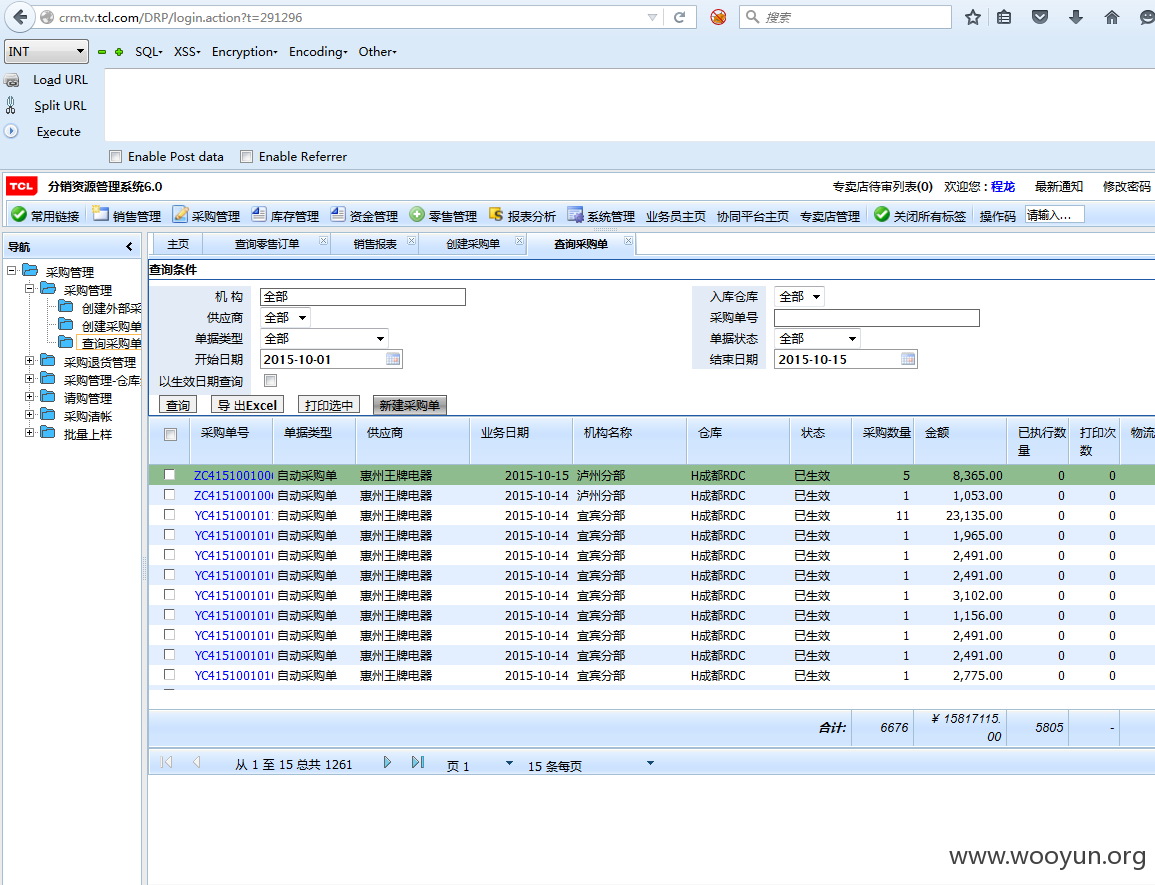 crm.tv.tcl.com/DRP/login.action?t=291296
搜索
INT SQL XSS Encryption Encoding Other
Load URL
Split URL
Execute
Enable Post data Enable Referrer
TCL 分销资源管理系统6.0 专卖店待审列表(0) 欢迎您：程龙 最新通知 修改密码
常用链接 销售管理 采购管理 库存管理 资金管理 零售管理 报表分析 系统管理 业务员主页 协同平台主页 专卖店管理 关闭所有标签 操作码 请输入...
导航
主页 查询零售订单 销售报表 创建采购单 查询采购单
采购管理
采购管理
创建外部采
创建采购单
查询采购单
采购退货管理
采购管理-仓库
请购管理
采购清帐
批量上样
查询条件
机 构 全部 入库仓库 全部
供应商 全部 采购单号
单据类型 全部 单据状态 全部
开始日期 2015-10-01 结束日期 2015-10-15
以生效日期查询
查询 导 出Excel 打印选中 新建采购单
采购单号 单据类型 供应商 业务日期 机构名称 仓库 状态 采购数量 金额 已执行数量 打印次数 物流
ZC415100100 自动采购单 惠州王牌电器 2015-10-15 泸州分部 H成都RDC 已生效 5 8,365.00 0 0
ZC415100100 自动采购单 惠州王牌电器 2015-10-14 泸州分部 H成都RDC 已生效 1 1,053.00 0 0
YC415100101 自动采购单 惠州王牌电器 2015-10-14 宜宾分部 H成都RDC 已生效 11 23,135.00 0 0
YC415100101 自动采购单 惠州王牌电器 2015-10-14 宜宾分部 H成都RDC 已生效 1 1,965.00 0 0
YC415100101 自动采购单 惠州王牌电器 2015-10-14 宜宾分部 H成都RDC 已生效 1 2,491.00 0 0
YC415100101 自动采购单 惠州王牌电器 2015-10-14 宜宾分部 H成都RDC 已生效 1 2,491.00 0 0
YC415100101 自动采购单 惠州王牌电器 2015-10-14 宜宾分部 H成都RDC 已生效 1 3,102.00 0 0
YC415100101 自动采购单 惠州王牌电器 2015-10-14 宜宾分部 H成都RDC 已生效 1 1,156.00 0 0
YC415100101 自动采购单 惠州王牌电器 2015-10-14 宜宾分部 H成都RDC 已生效 1 2,491.00 0 0
YC415100101 自动采购单 惠州王牌电器 2015-10-14 宜宾分部 H成都RDC 已生效 1 2,491.00 0 0
YC415100101 自动采购单 惠州王牌电器 2015-10-14 宜宾分部 H成都RDC 已生效 1 2,775.00 0 0
合计: 6676 ¥ 15817115.00 5805 -
从 1 至 15 总共 1261 页 1 15 条每页
www.wooyun.org